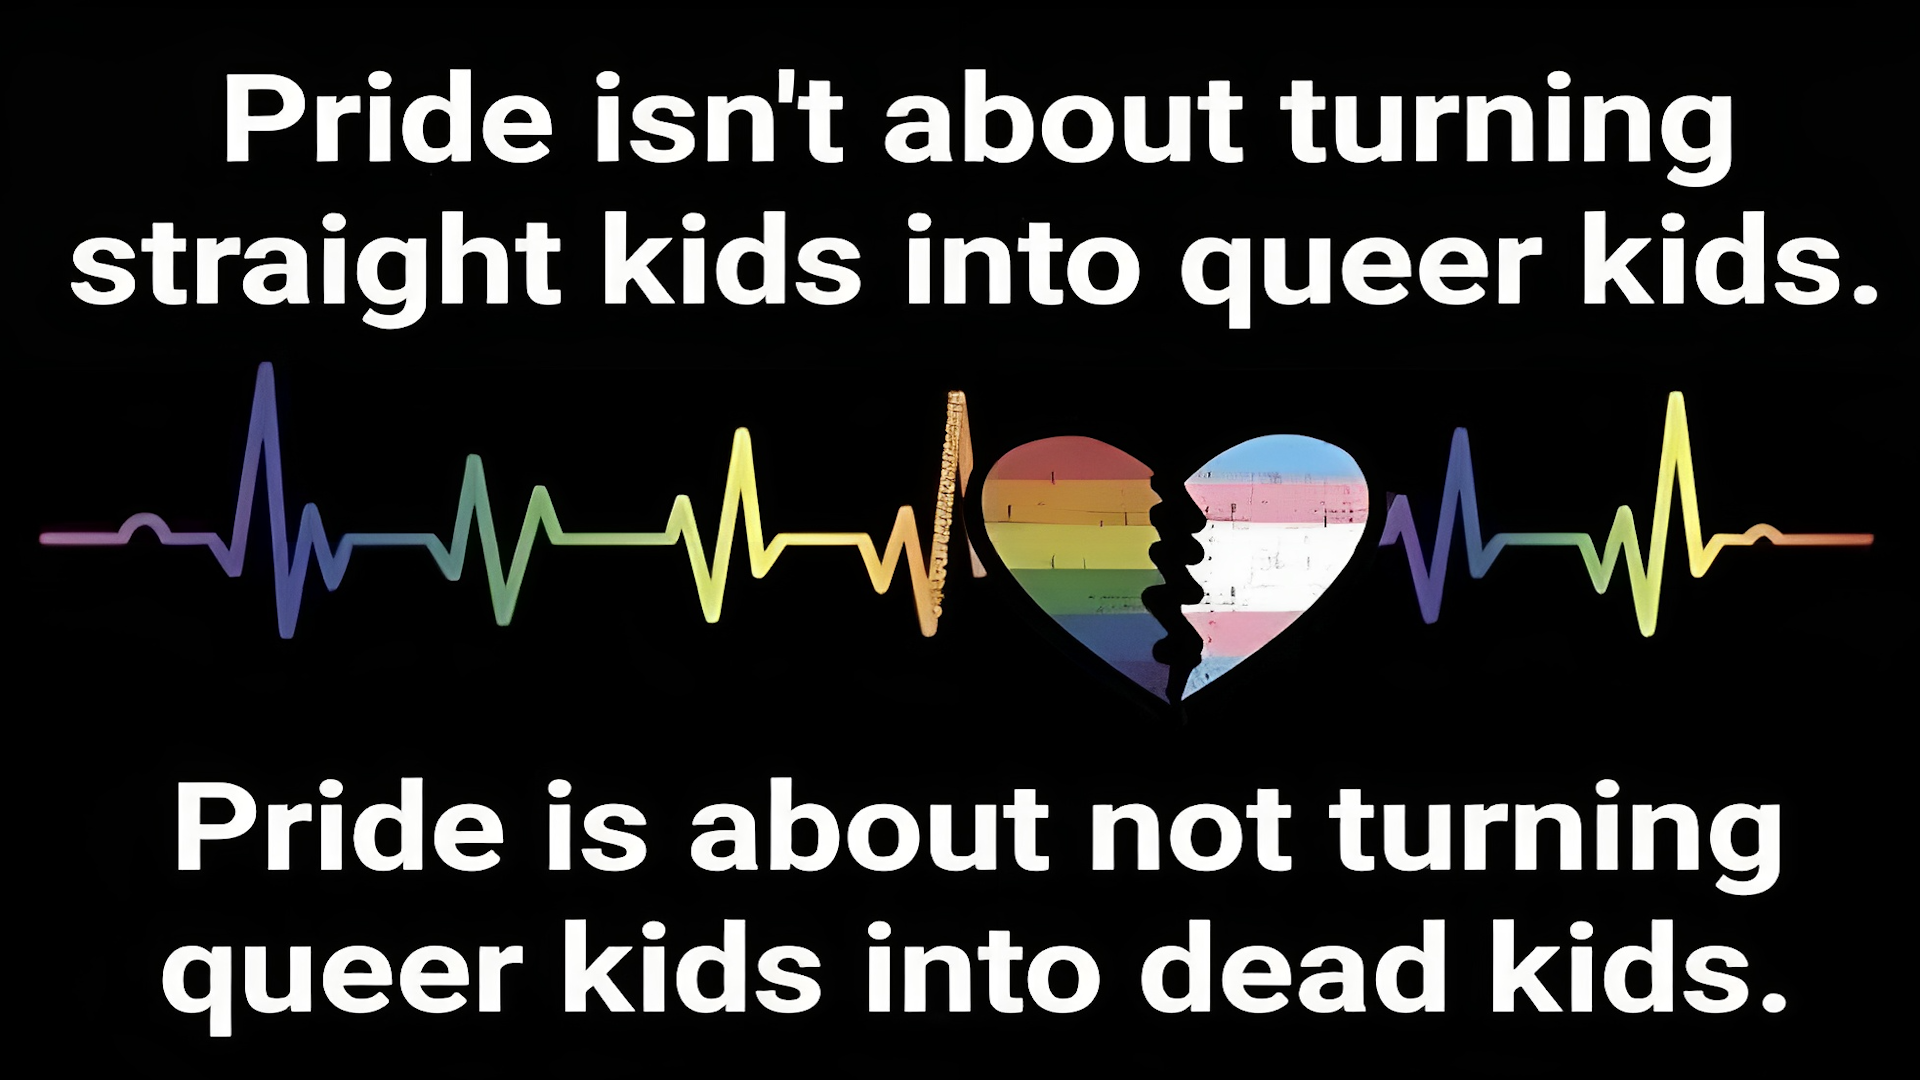 Pride isn't about turning
straight kids into queer kids.
Pride is about not turning
queer kids into dead kids.